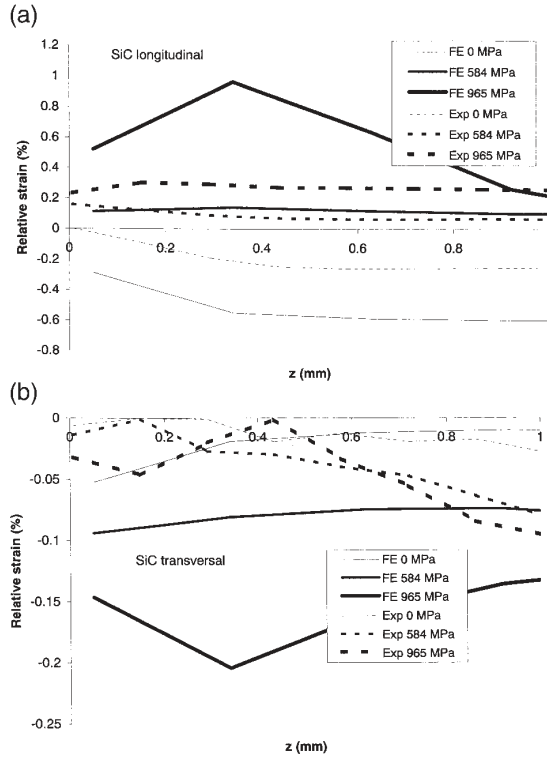 (a)
SiC longitudinal
Relative strain (%)
1.2
1
0.8
0.6
0.4
0.2
0
-0.2
-0.4
-0.6
-0.8
0
0.2
0.4
0.6
0.8
z (mm)
FE 0 MPa
FE 584 MPa
FE 965 MPa
Exp 0 MPa
Exp 584 MPa
Exp 965 MPa
(b)
SiC transversal
Relative strain (%)
0
-0.05
-0.1
-0.15
-0.2
-0.25
0
0.2
0.4
0.6
0.8
1
z (mm)
FE 0 MPa
FE 584 MPa
FE 965 MPa
Exp 0 MPa
Exp 584 MPa
Exp 965 MPa